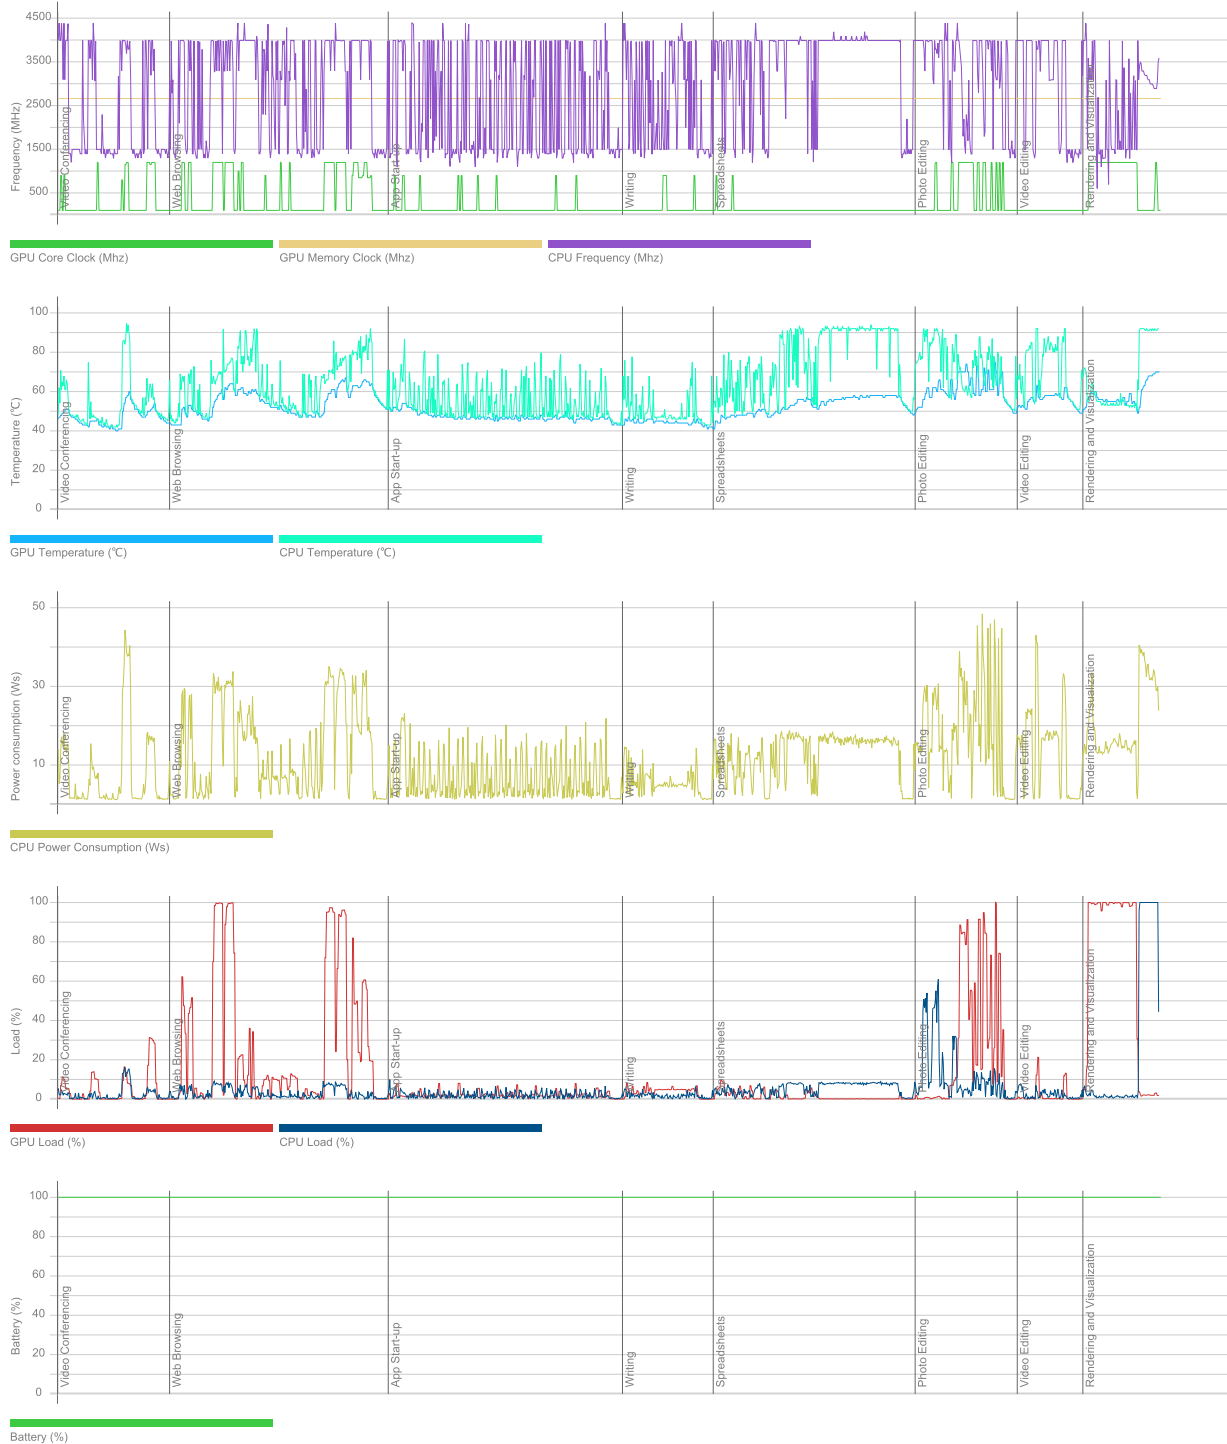 4500
3500
2500
1500
500
Frequency (MHz)
Video Conferencing
Web Browsing
App Start-up
Writing
Spreadsheets
Photo Editing
Video Editing
Rendering and Visualization
GPU Core Clock (Mhz)
GPU Memory Clock (Mhz)
CPU Frequency (Mhz)
100
80
60
40
20
0
Temperature (℃)
Video Conferencing
Web Browsing
App Start-up
Writing
Spreadsheets
Photo Editing
Video Editing
Rendering and Visualization
GPU Temperature (℃)
CPU Temperature (℃)
50
30
10
Power consumption (Ws)
Video Conferencing
Web Browsing
App Start-up
Writing
Spreadsheets
Photo Editing
Video Editing
Rendering and Visualization
CPU Power Consumption (Ws)
100
80
60
40
20
0
Load (%)
Video Conferencing
Web Browsing
App Start-up
Writing
Spreadsheets
Photo Editing
Video Editing
Rendering and Visualization
GPU Load (%)
CPU Load (%)
100
80
60
40
20
0
Battery (%)
Video Conferencing
Web Browsing
App Start-up
Writing
Spreadsheets
Photo Editing
Video Editing
Rendering and Visualization
Battery (%)